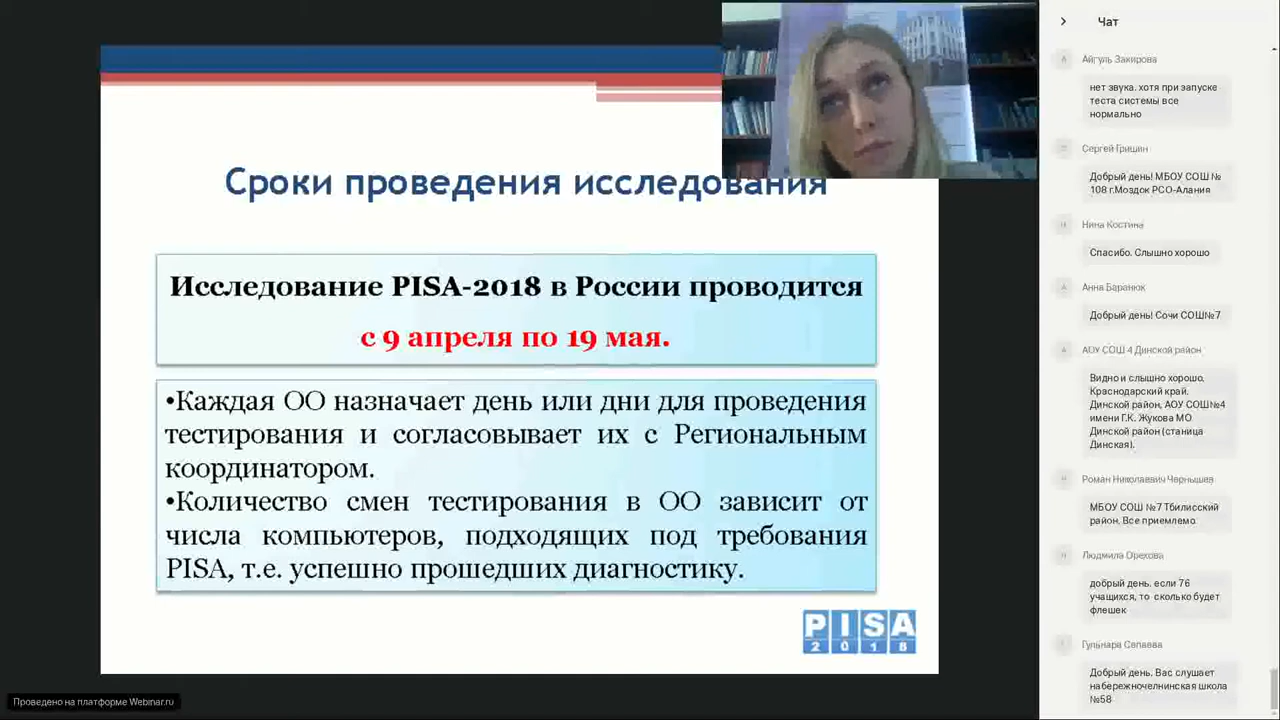 Сроки проведения исследования
Исследование PISA-2018 в России проводится
с 9 апреля по 19 мая.
•Каждая ОО назначает день или дни для проведения
тестирования и согласовывает их с Региональным
координатором.
•Количество смен тестирования в ОО зависит от
числа компьютеров, подходящих под требования
PISA, т.е. успешно прошедших диагностику.
PISA
2018
Проведено на платформе Webinar.ru
Чат
Айгуль Закирова
нет звука. хотя при запуске
теста системы все
нормально
Сергей Гришин
Добрый день! МБОУ СОШ №
108 г.Моздок РСО-Алания
Нина Костина
Спасибо. Слышно хорошо
Анна Баранюк
Добрый день! Сочи СОШ№7
АОУ СОШ 4 Динской район
Видно и слышно хорошо.
Краснодарский край.
Динской район, АОУ СОШ№4
имени Г.К. Жукова МО
Динской район (станица
Динская).
Роман Николаевич Чернышев
МБОУ СОШ №7 Тбилисский
район. Все приемлемо.
Людмила Орехова
добрый день. если 76
учащихся, то сколько будет
флешек
Гульнара Сапаева
Добрый день. Вас слушает
набережночелнинская школа
№58